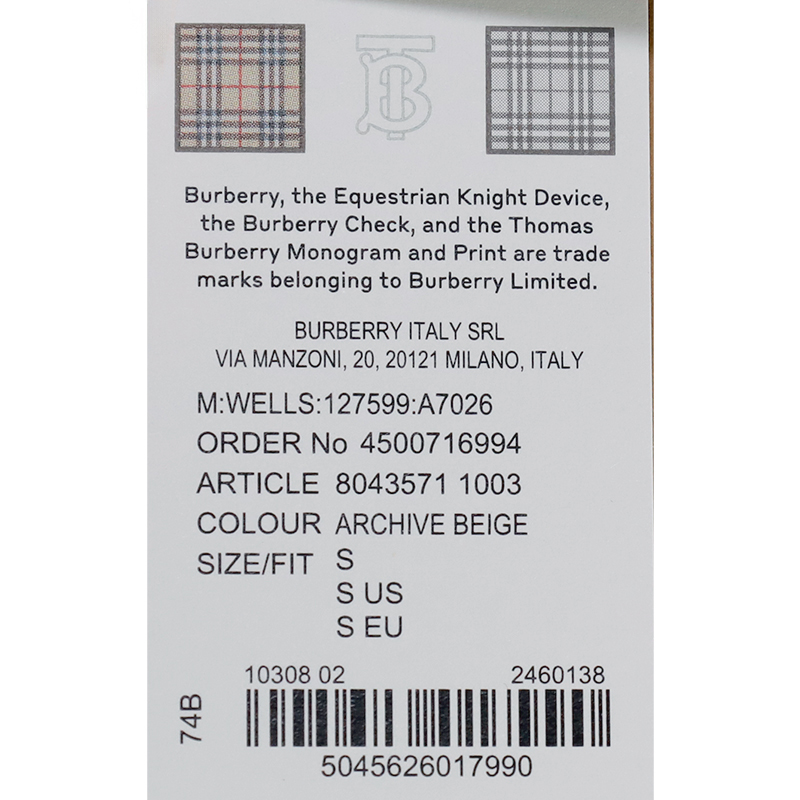 TB
Burberry, the Equestrian Knight Device,
the Burberry Check, and the Thomas
Burberry Monogram and Print are trade
marks belonging to Burberry Limited.
BURBERRY ITALY SRL
VIA MANZONI, 20, 20121 MILANO, ITALY
M:WELLS:127599:A7026
ORDER No 4500716994
ARTICLE 8043571 1003
COLOUR ARCHIVE BEIGE
SIZE/FIT S
S US
S EU
10308 02 2460138
74B
5045626017990